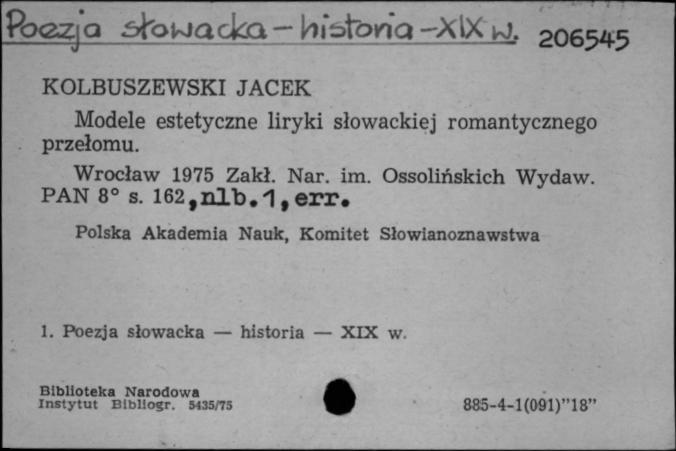 Poezja słowacka – historia – XIX w. 206545
KOLBUSZEWSKI JACEK
Modele estetyczne liryki słowackiej romantycznego
przełomu.
Wrocław 1975 Zakł. Nar. im. Ossolińskich Wydaw.
PAN 8° s. 162, nlb. 1, err.
Polska Akademia Nauk, Komitet Słowianoznawstwa
1. Poezja słowacka — historia — XIX w.
Biblioteka Narodowa
Instytut Bibliogr. 5435/75 885-4-1(091)”18”